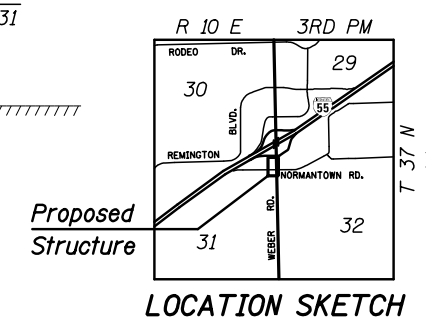 31
R 10 E 3RD PM
RODEO DR.
29
30
55
BLVD.
REMINGTON
T 37 N
NORMANTOWN RD.
Proposed
Structure
31
WEBER RD.
32
LOCATION SKETCH